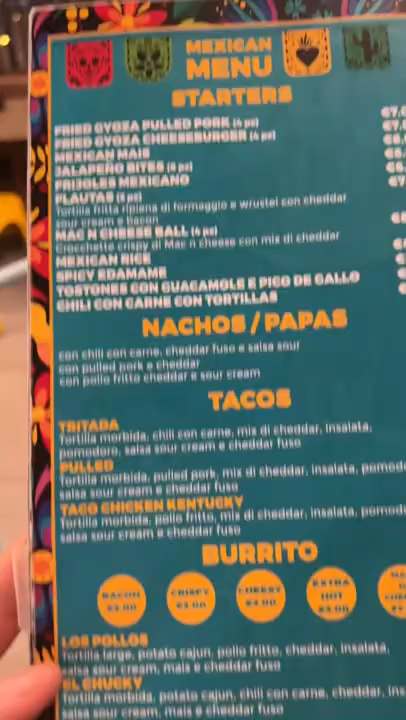 MEXICAN
MENU
STARTERS
FRIED GYOZA PULLED PORK (4 pz)
FRIED GYOZA CHEESEBURGER (4 pz)
MEXICAN MAIS
JALAPENO BITES (6 pz)
FRIJOLES MEXICANO
FLAUTAS
Tortilla fritta ripiena di formaggio e wrustel con cheddar
sour cream e bacon
MAC N CHEESE BALL (4 pz)
Crocchette crispy di Mac n cheese con mix di cheddar
MEXICAN RICE
SPICY EDAMAME
TOSTONES CON GUACAMOLE E PICO DE GALLO
CHILI CON CARNE CON TORTILLAS
NACHOS / PAPAS
con chili con carne, cheddar fuso e salsa sour
con pulled pork e cheddar
con pollo fritto cheddar e sour cream
TACOS
TRITADA
Tortilla morbida, chili con carne, mix di cheddar, insalata,
pomodoro, salsa sour cream e cheddar fuso
PULLED
Tortilla morbida, pulled pork, mix di cheddar, insalata, pomodo
salsa sour cream e cheddar fuso
TACO CHICKEN KENTUCKY
Tortilla morbida, pollo fritto, mix di cheddar, insalata, pomodo
salsa sour cream e cheddar fuso
BURRITO
BACON CRISPY CHEESY EXTRA
HOT
LOS POLLOS
Tortilla large, potato cajun, pollo fritto, cheddar, insalata,
salsa sour cream, mais e cheddar fuso
EL CHUCKY
Tortilla morbida, potato cajun, chili con carne, cheddar, ins
salsa sour cream, mais e cheddar fuso